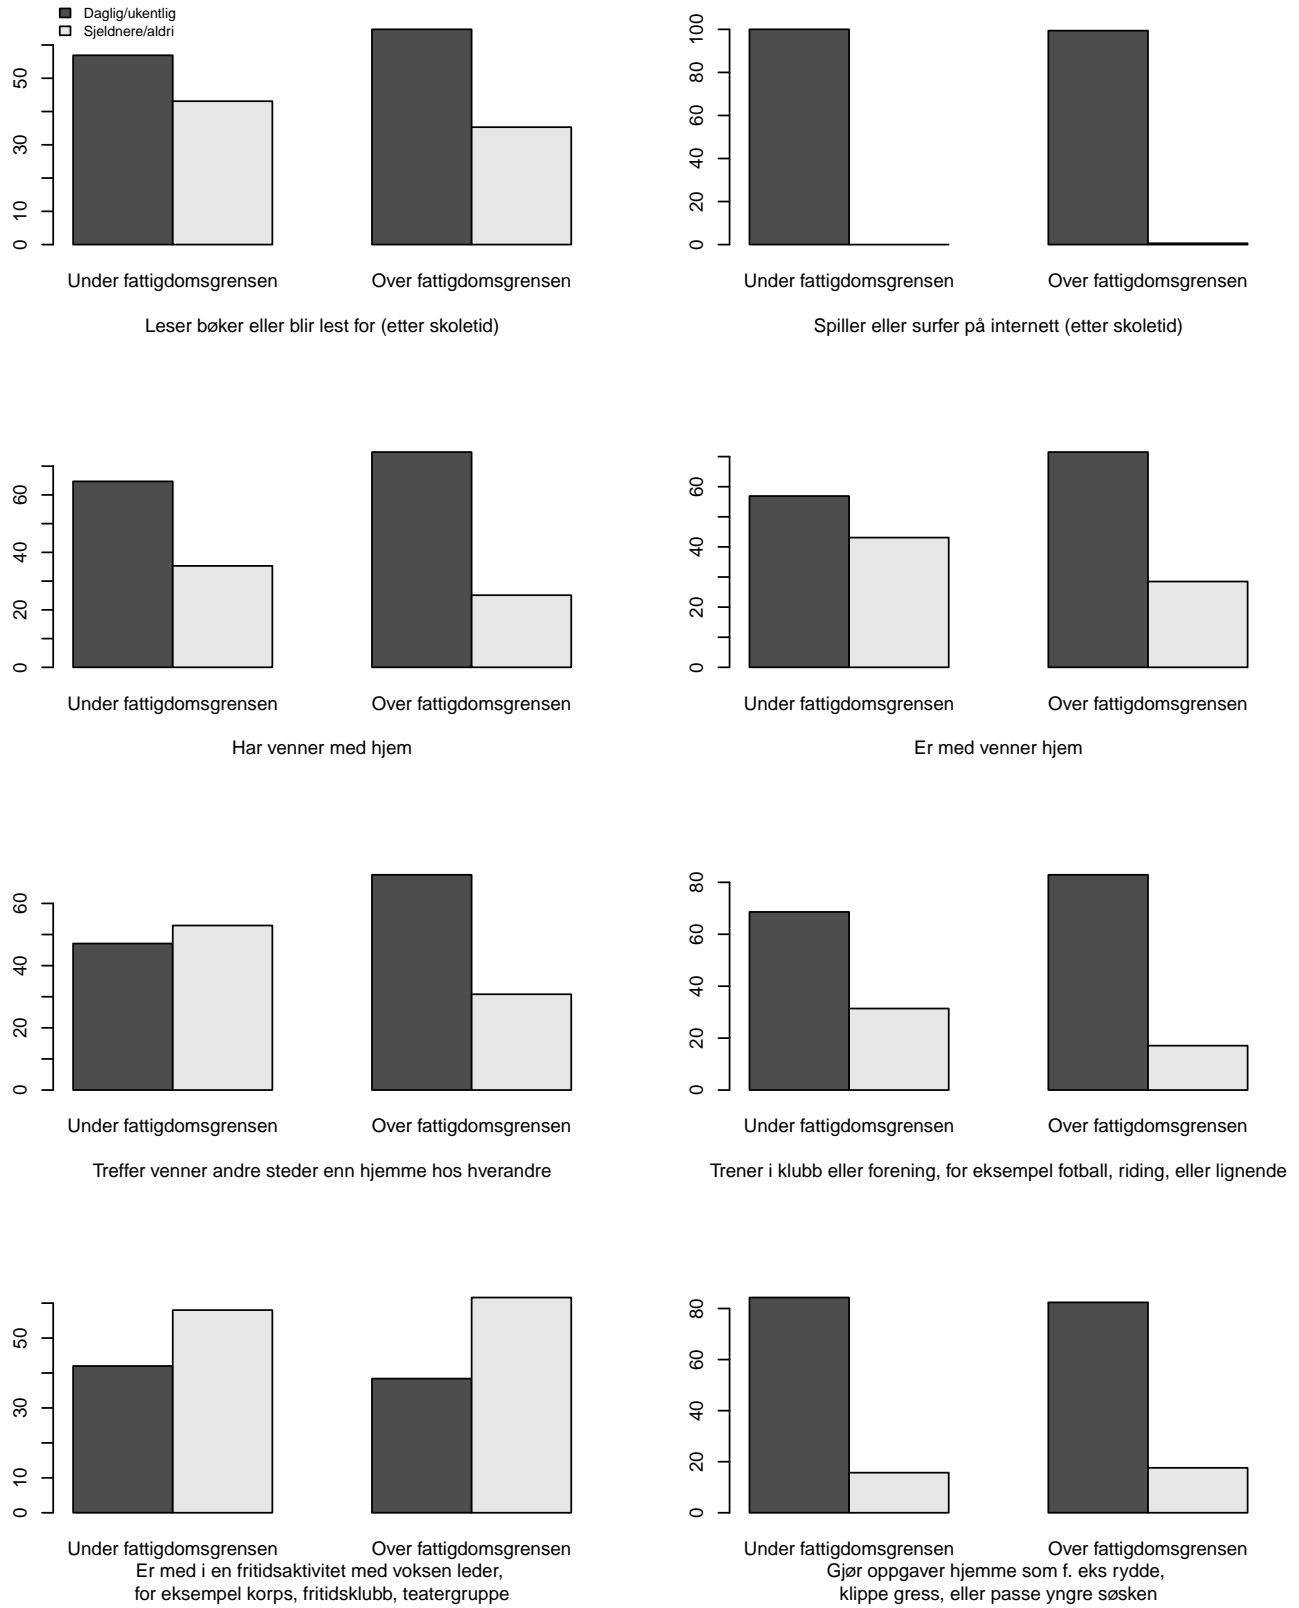 Daglig/ukentlig
Sjeldnere/aldri
0 10 30 50
Under fattigdomsgrensen Over fattigdomsgrensen
Leser bøker eller blir lest for (etter skoletid)
0 20 40 60 80 100
Under fattigdomsgrensen Over fattigdomsgrensen
Spiller eller surfer på internett (etter skoletid)
0 20 40 60
Under fattigdomsgrensen Over fattigdomsgrensen
Har venner med hjem
0 20 40 60
Under fattigdomsgrensen Over fattigdomsgrensen
Er med venner hjem
0 20 40 60
Under fattigdomsgrensen Over fattigdomsgrensen
Treffer venner andre steder enn hjemme hos hverandre
0 20 40 60 80
Under fattigdomsgrensen Over fattigdomsgrensen
Trener i klubb eller forening, for eksempel fotball, riding, eller lignende
0 10 30 50
Under fattigdomsgrensen Over fattigdomsgrensen
Er med i en fritidsaktivitet med voksen leder,
for eksempel korps, fritidsklubb, teatergruppe
0 20 40 60 80
Under fattigdomsgrensen Over fattigdomsgrensen
Gjør oppgaver hjemme som f. eks rydde,
klippe gress, eller passe yngre søsken